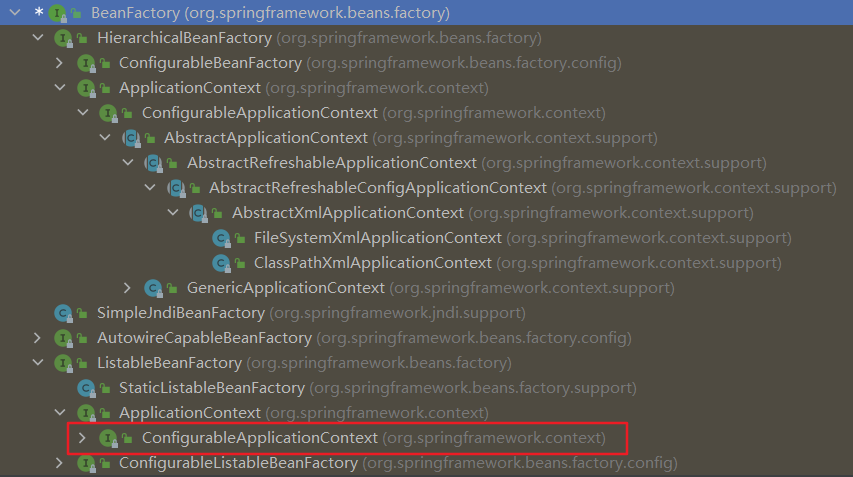 * BeanFactory (org.springframework.beans.factory)
HierarchicalBeanFactory (org.springframework.beans.factory)
ConfigurableBeanFactory (org.springframework.beans.factory.config)
ApplicationContext (org.springframework.context)
ConfigurableApplicationContext (org.springframework.context)
AbstractApplicationContext (org.springframework.context.support)
AbstractRefreshableApplicationContext (org.springframework.context.support)
AbstractRefreshableConfigApplicationContext (org.springframework.context.support)
AbstractXmlApplicationContext (org.springframework.context.support)
FileSystemXmlApplicationContext (org.springframework.context.support)
ClassPathXmlApplicationContext (org.springframework.context.support)
GenericApplicationContext (org.springframework.context.support)
SimpleJndiBeanFactory (org.springframework.jndi.support)
AutowireCapableBeanFactory (org.springframework.beans.factory.config)
ListableBeanFactory (org.springframework.beans.factory)
StaticListableBeanFactory (org.springframework.beans.factory.support)
ApplicationContext (org.springframework.context)
ConfigurableApplicationContext (org.springframework.context)
ConfigurableListableBeanFactory (org.springframework.beans.factory.config)